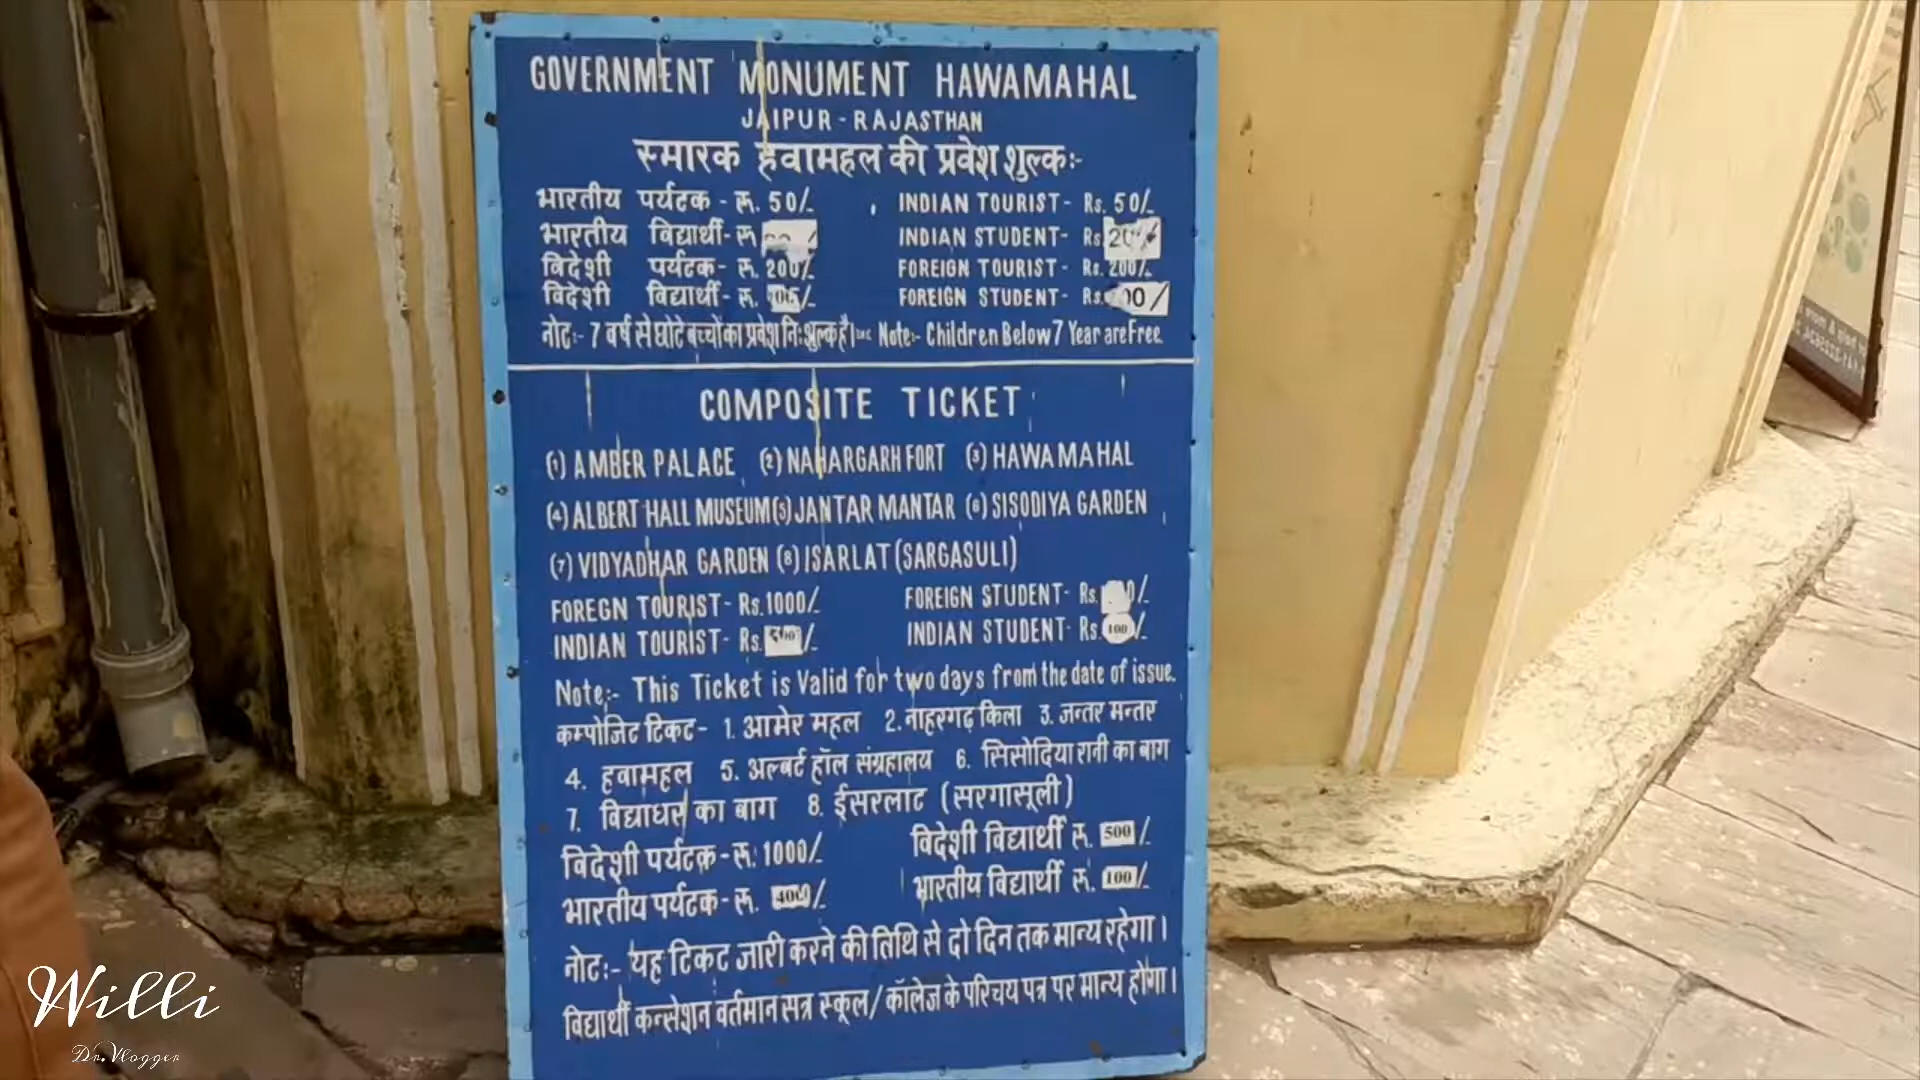 GOVERNMENT MONUMENT HAWAMAHAL
JAIPUR - RAJASTHAN
स्मारक हवामहल की प्रवेश शुल्कः-
भारतीय पर्यटक - रू. 50/- INDIAN TOURIST - Rs. 50/-
भारतीय विद्यार्थी- रू INDIAN STUDENT- Rs
विदेशी पर्यटक- रू. 200/- FOREIGN TOURIST - Rs. 200/-
विदेशी विद्यार्थी- रू. FOREIGN STUDENT- Rs.
नोटः- 7 वर्ष से छोटे बच्चों का प्रवेश निःशुल्क है। Note:- Children Below 7 Year are Free.
COMPOSITE TICKET
(1) AMBER PALACE (2) NAHARGARH FORT (3) HAWAMAHAL
(4) ALBERT HALL MUSEUM (5) JANTAR MANTAR (6) SISODIYA GARDEN
(7) VIDYADHAR GARDEN (8) ISARLAT (SARGASULI)
FOREGN TOURIST - Rs. 1000/- FOREIGN STUDENT- Rs.
INDIAN TOURIST - Rs. INDIAN STUDENT- Rs 100/-
Note:- This Ticket is Valid for two days from the date of issue.
कम्पोजिट टिकट- 1. आमेर महल 2. नाहरगढ़ किला 3. जन्तर मन्तर
4. हवामहल 5. अल्बर्ट हॉल संग्रहालय 6. सिसोदिया रानी का बाग
7. विद्याधर का बाग 8. ईसरलाट (सरगासूली)
विदेशी पर्यटक - रू. 1000/- विदेशी विद्यार्थी रू. 500/-
भारतीय पर्यटक- रू. 400/- भारतीय विद्यार्थी रू. 100/-
नोटः- यह टिकट जारी करने की तिथि से दो दिन तक मान्य रहेगा।
विद्यार्थी कन्सेशन वर्तमान सत्र स्कूल/ कॉलेज के परिचय पत्र पर मान्य होगा।
Willi
Dr. Vlogger